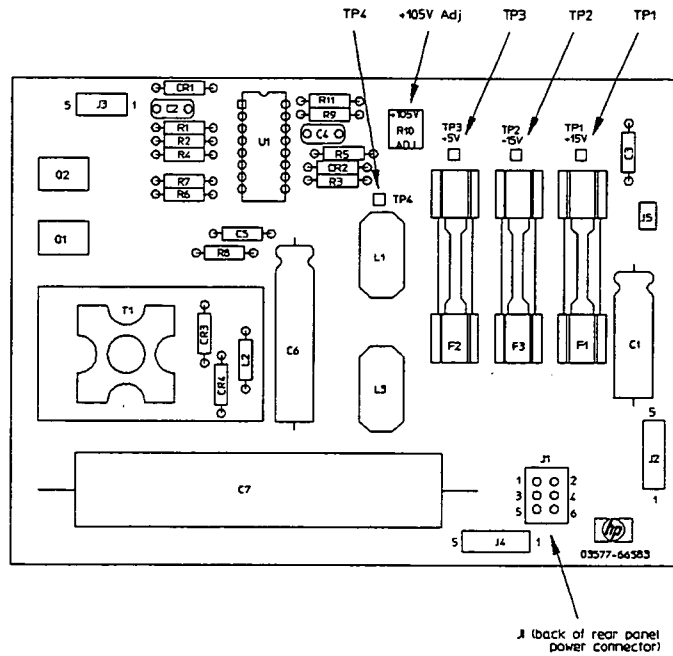 TP4 +105V Adj TP3 TP2 TP1
CR1
5 J3 1
C2
R1
R2
R4
R7
R6
U1
R11
R9
C4
R5
CR2
R3
+105V
R10
ADJ
TP4
TP3
+5V
TP2
-15V
TP1
+15V
C3
J5
Q2
Q1
C5
R8
L1
T1
CR3
CR4
L2
C6
L3
F2
F3
F1
C1
5
J2
1
C7
J1
1 2
3 4
5 6
5 J4 1
hp
03577-66583
J1 (back of rear panel
power connector)